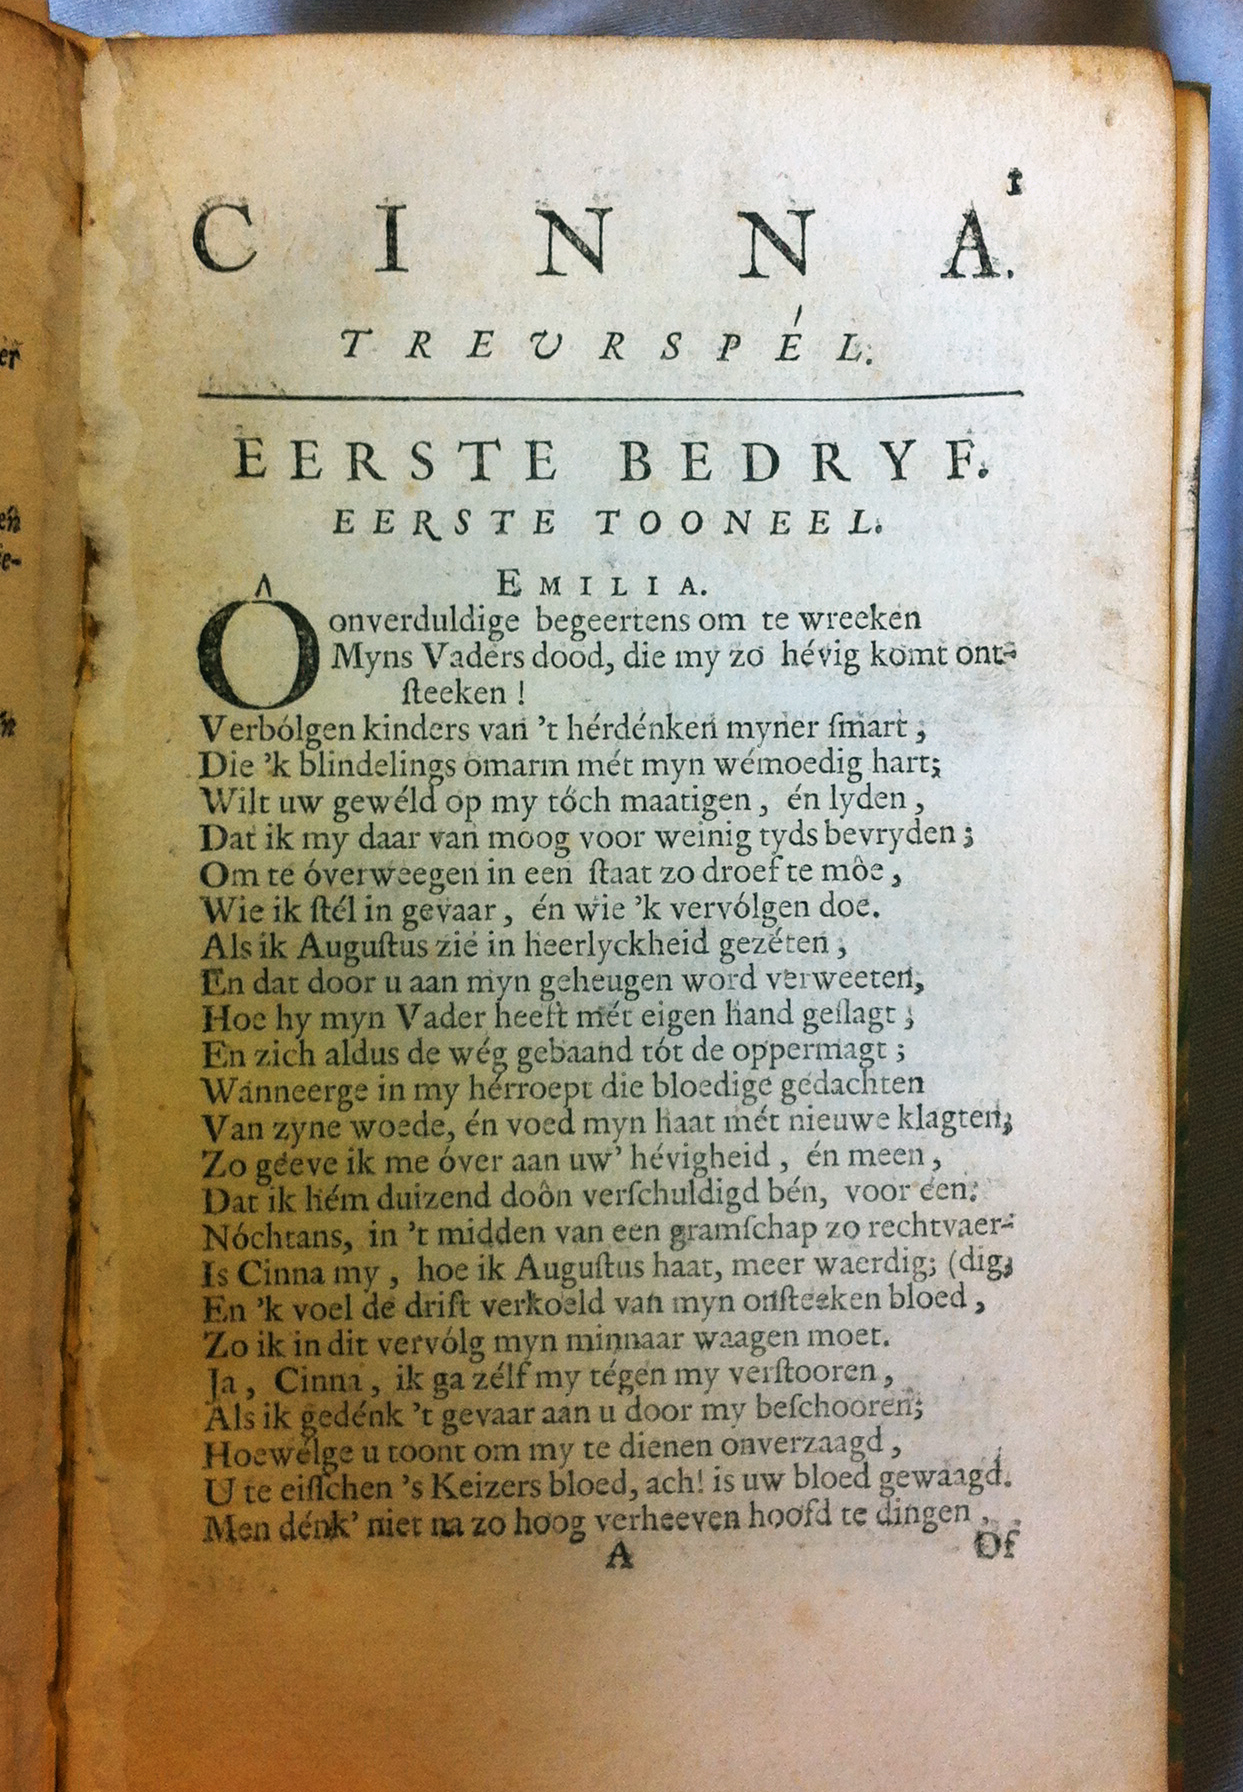 1
CINNA.
TREURSPÉL.
EERSTE BEDRYF.
EERSTE TOONEEL.
EMILIA.
Ô onverduldige begeertens om te wreeken
Myns Vaders dood, die my zo hévig komt ont-
ſteeken !
Verbólgen kinders van 't hérdénken myner ſmart ,
Die 'k blindelings omarm mét myn wémoedig hart;
Wilt uw gewéld op my tóch maatigen , én lyden ,
Dat ik my daar van moog voor weinig tyds bevryden ;
Om te óverweegen in een ſtaat zo droef te môe ,
Wie ik ſtél in gevaar , én wie 'k vervólgen doe.
Als ik Auguſtus zie in heerlyckheid gezéten ,
En dat door u aan myn geheugen word verweeten,
Hoe hy myn Vader heeft mét eigen hand geſlagt ;
En zich aldus de wég gebaand tót de oppermagt ;
Wanneerge in my hérroept die bloedige gedachten
Van zyne woede, én voed myn haat mét nieuwe klagten;
Zo geeve ik me óver aan uw' hévigheid , én meen ,
Dat ik hém duizend doôn verſchuldigd bén, voor één.
Nóchtans, in 't midden van een gramſchap zo rechtvaer-
Is Cinna my , hoe ik Auguſtus haat, meer waerdig; (dig;
En 'k voel de drift verkoeld van myn onſteeken bloed ,
Zo ik in dit vervólg myn minnaar waagen moet.
Ja , Cinna , ik ga zélf my tégen my verſtooren ,
Als ik gedénk 't gevaar aan u door my beſchooren;
Hoewélge u toont om my te dienen onverzaagd ,
U te eiſſchen 's Keizers bloed, ach! is uw bloed gewaagd.
Men dénk' niet na zo hoog verheeven hoofd te dingen ,
A
Of
er
en
e-